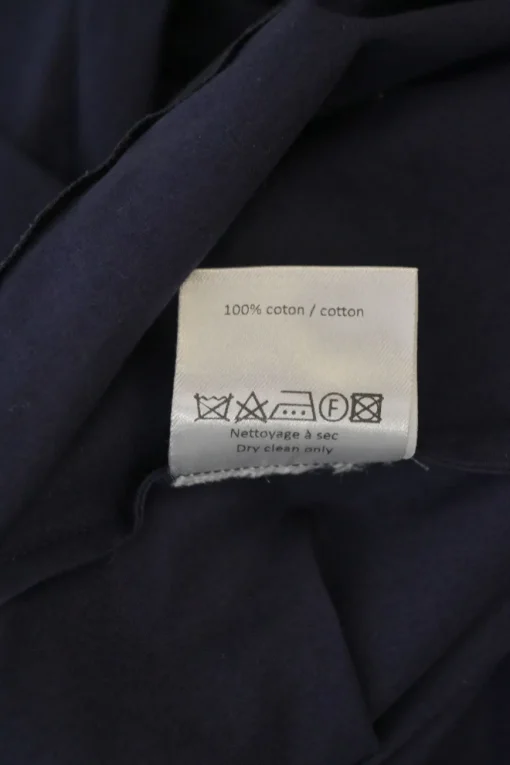 100% coton / cotton
F
Nettoyage à sec
Dry clean only